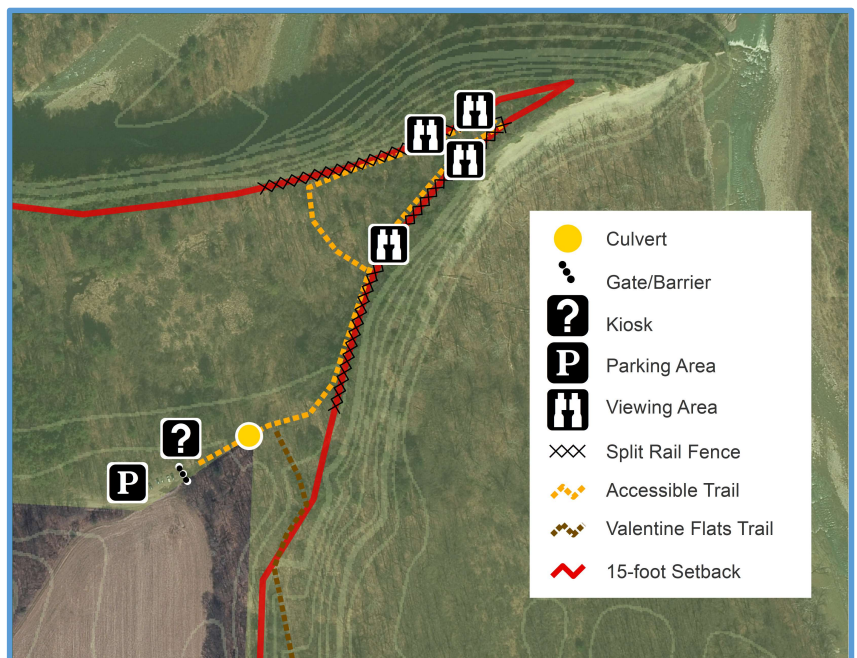 Culvert
Gate/Barrier
?
Kiosk
P
Parking Area
Viewing Area
Split Rail Fence
Accessible Trail
Valentine Flats Trail
15-foot Setback
?
P